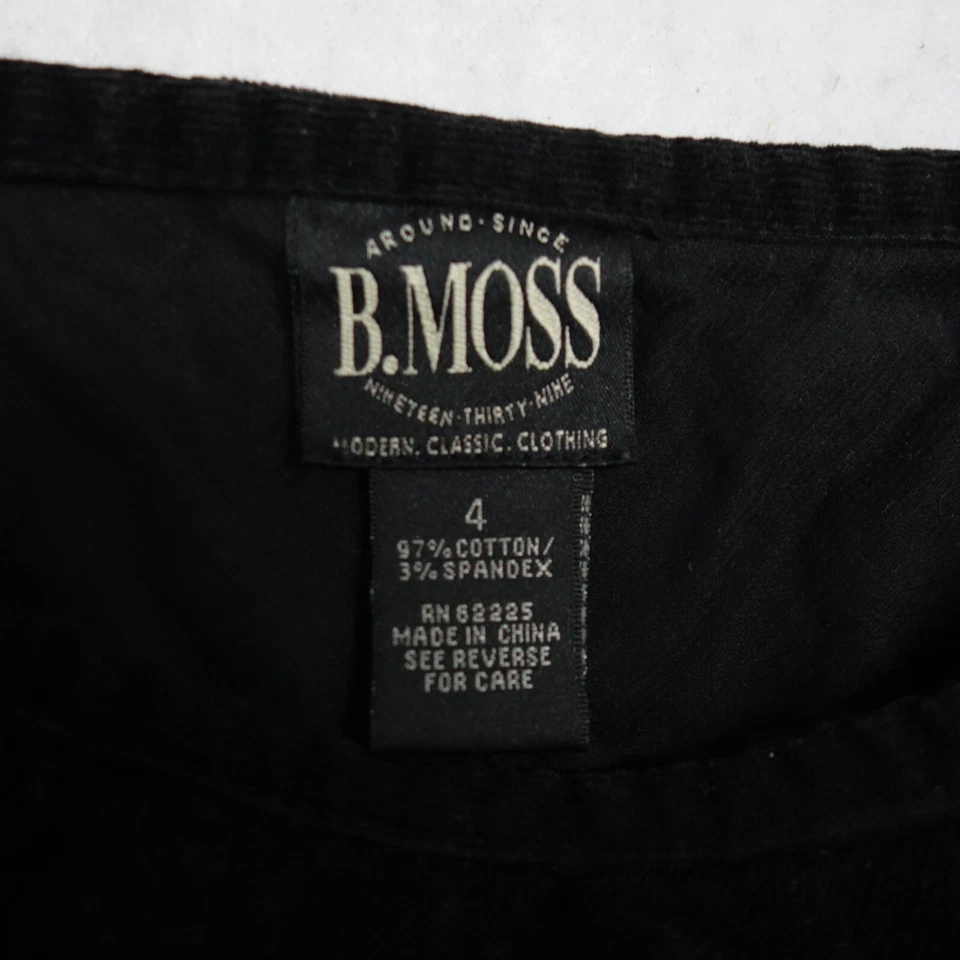 AROUND·SINCE
B.MOSS
NINETEEN·THIRTY·NINE
MODERN. CLASSIC. CLOTHING
4
97% COTTON/
3% SPANDEX
RN 62225
MADE IN CHINA
SEE REVERSE
FOR CARE